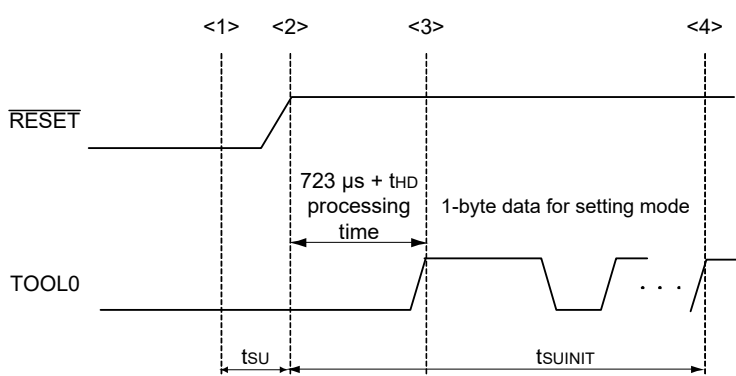 <1> <2> <3> <4>
RESET
723 µs + tHD
processing
time
1-byte data for setting mode
TOOL0
. . .
tSU
tSUINIT